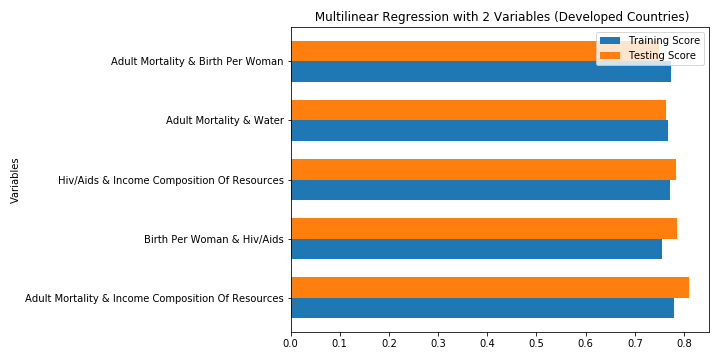 Multilinear Regression with 2 Variables (Developed Countries)
Training Score
Testing Score
Adult Mortality & Birth Per Woman
Adult Mortality & Water
Hiv/Aids & Income Composition Of Resources
Birth Per Woman & Hiv/Aids
Adult Mortality & Income Composition Of Resources
Variables
0.0 0.1 0.2 0.3 0.4 0.5 0.6 0.7 0.8